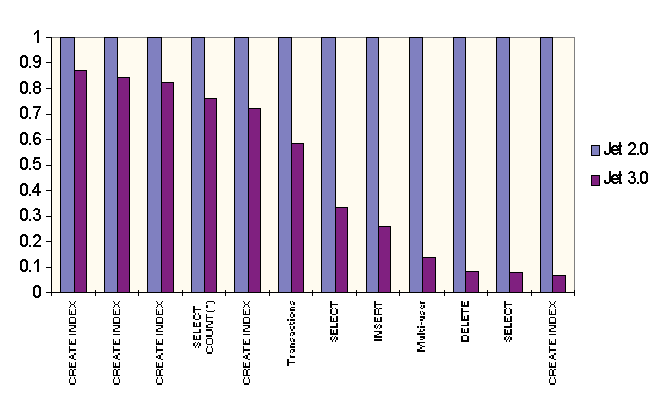 1
0.9
0.8
0.7
0.6
0.5
0.4
0.3
0.2
0.1
0
Jet 2.0
Jet 3.0
CREATE INDEX
CREATE INDEX
CREATE INDEX
SELECT
COUNT(*)
CREATE INDEX
Transactions
SELECT
INSERT
Multi-user
DELETE
SELECT
CREATE INDEX